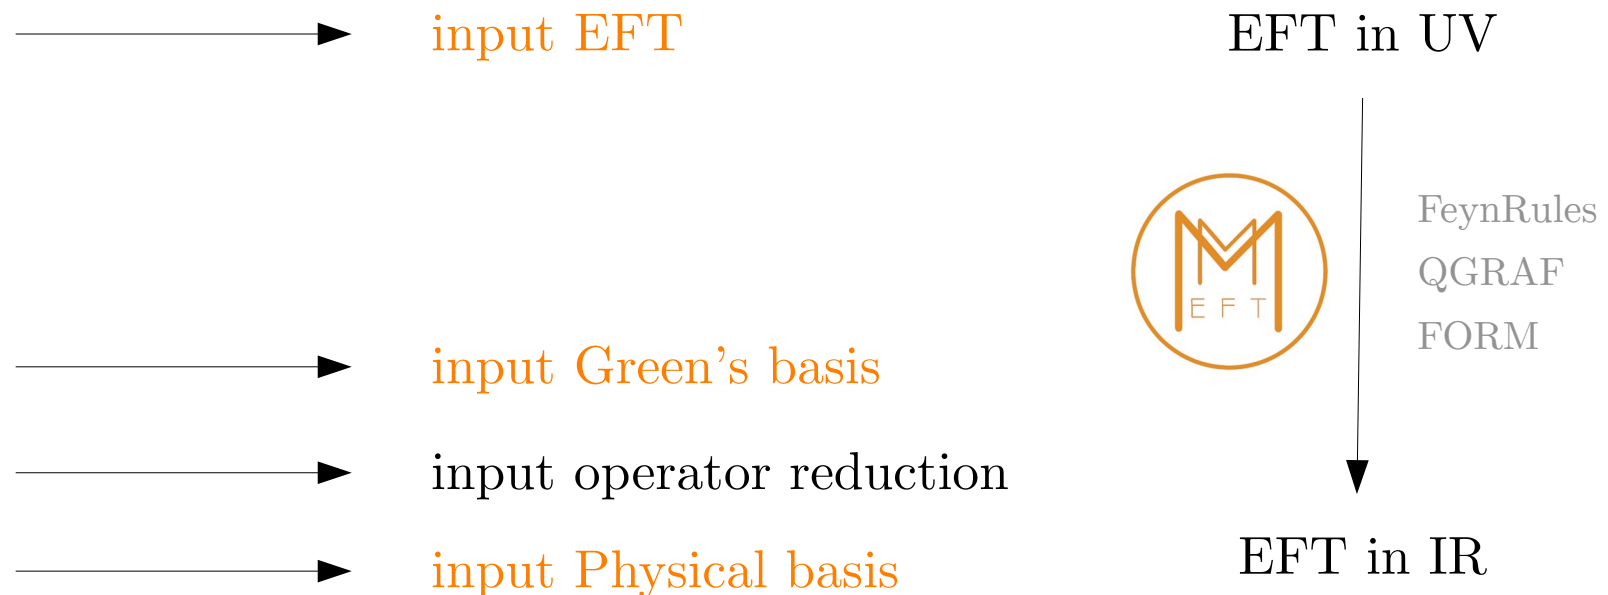 input EFT
EFT in UV
FeynRules
QGRAF
FORM
EFT
input Green's basis
input operator reduction
input Physical basis
EFT in IR